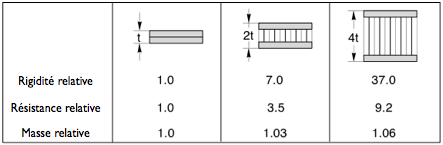 t
2t
4t
Rigidité relative 1.0 7.0 37.0
Résistance relative 1.0 3.5 9.2
Masse relative 1.0 1.03 1.06